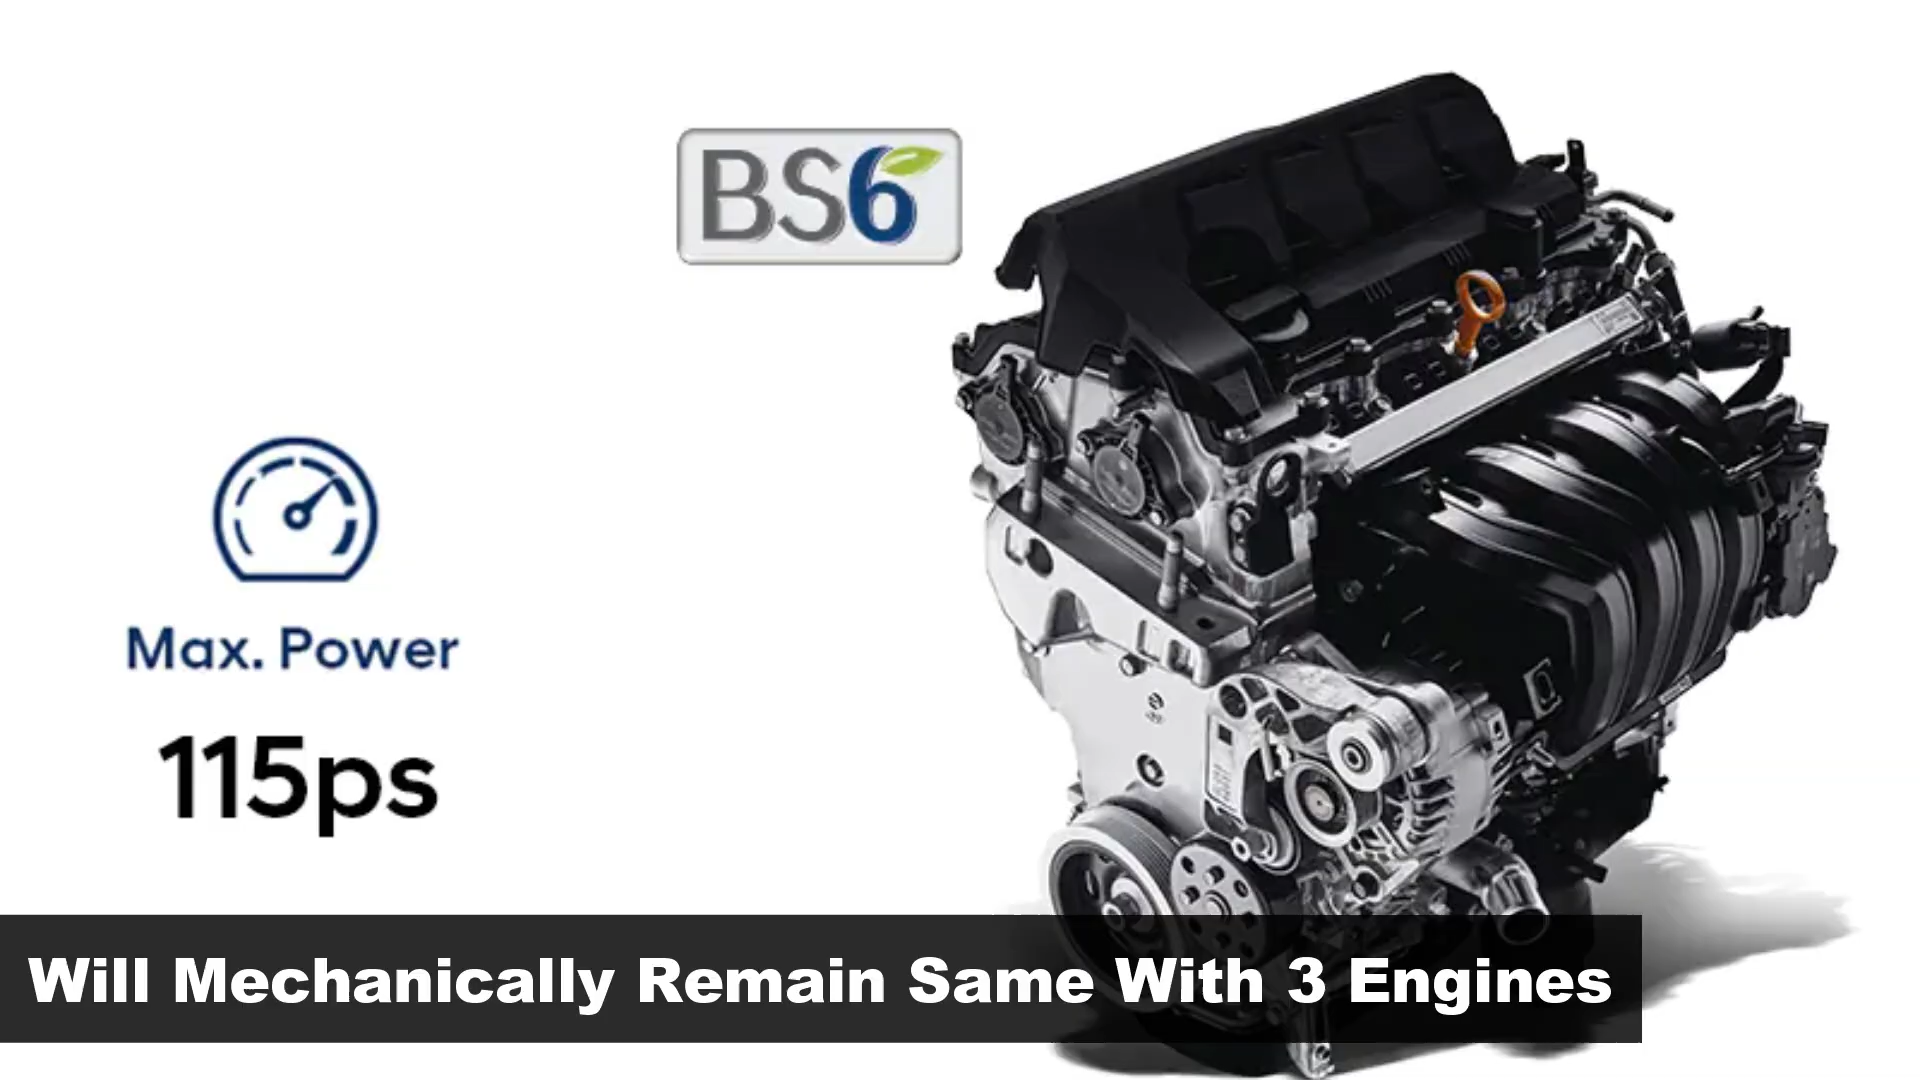 BS6
Max. Power
115ps
Will Mechanically Remain Same With 3 Engines